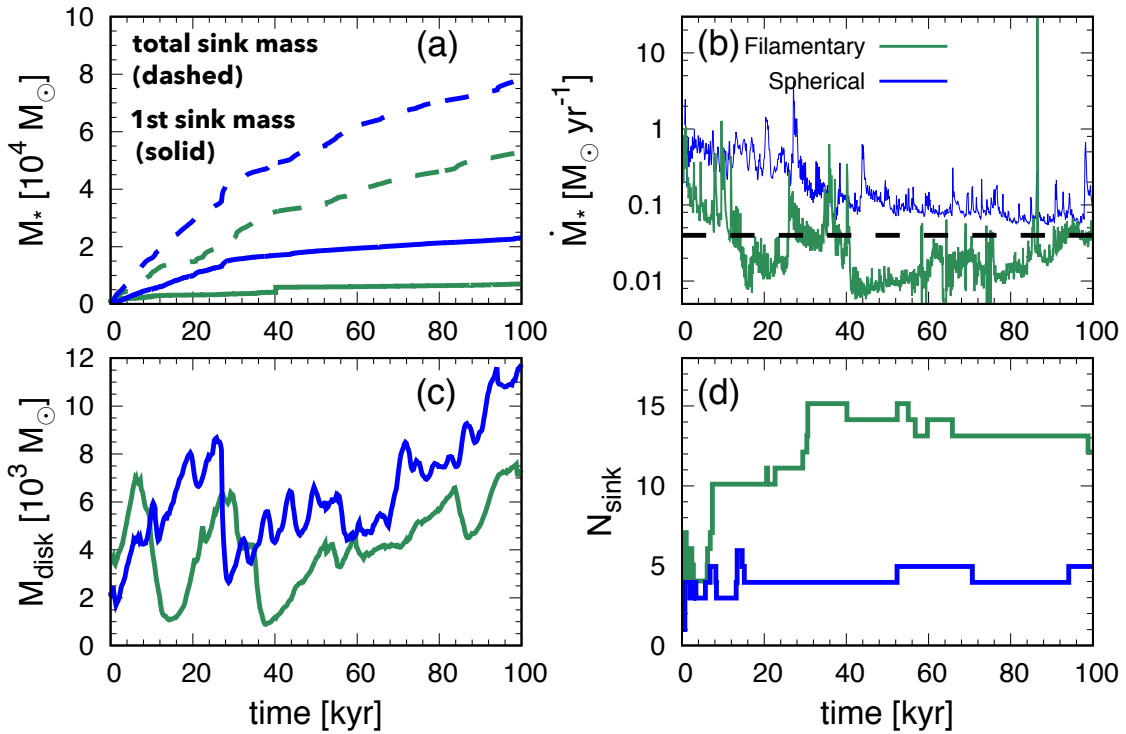 (a)
total sink mass
(dashed)
1st sink mass
(solid)
M* [10⁴ M☉]
10
8
6
4
2
0
0 20 40 60 80 100
(b)
Filamentary
Spherical
Ṁ* [M☉ yr⁻¹]
10
1
0.1
0.01
0 20 40 60 80 100
(c)
M_disk [10³ M☉]
12
10
8
6
4
2
0
0 20 40 60 80 100
time [kyr]
(d)
N_sink
15
10
5
0
0 20 40 60 80 100
time [kyr]